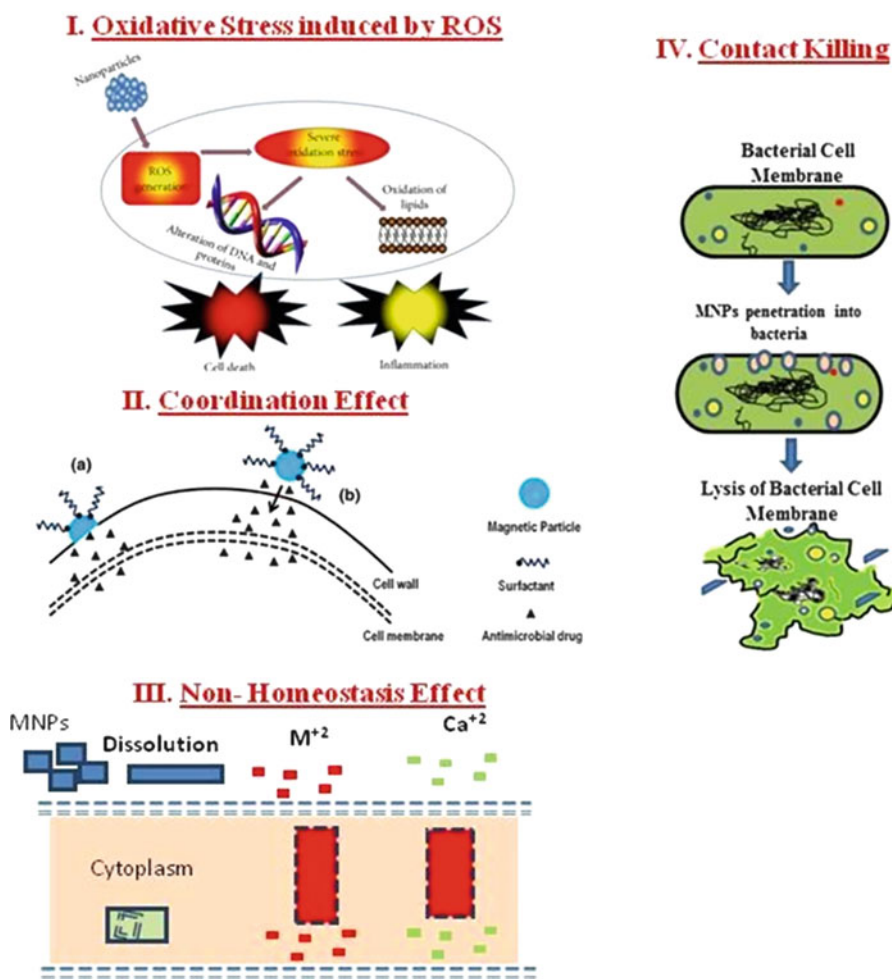 I. Oxidative Stress induced by ROS
Nanoparticles
ROS
generation
Severe
oxidation stress
Oxidation of
lipids
Alteration of DNA and
proteins
Cell death
Inflammation
II. Coordination Effect
(a)
(b)
Cell wall
Cell membrane
Magnetic Particle
Surfactant
Antimicrobial drug
III. Non- Homeostasis Effect
MNPs
Dissolution
M+2
Ca+2
Cytoplasm
IV. Contact Killing
Bacterial Cell
Membrane
MNPs penetration into
bacteria
Lysis of Bacterial Cell
Membrane